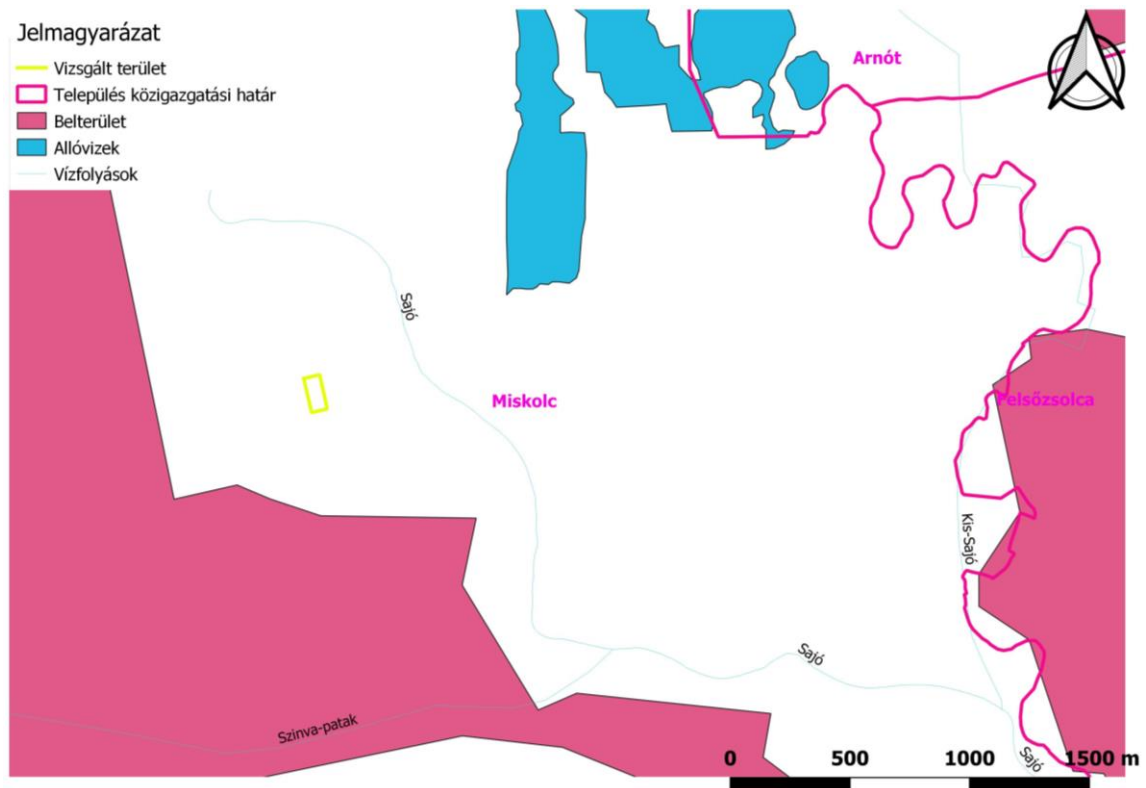 Jelmagyarázat
Vizsgált terület
Település közigazgatási határ
Belterület
Állóvizek
Vízfolyások
Arnót
Sajó
Miskolc
Felsőzsolca
Kis-Sajó
Sajó
Szinva-patak
Sajó
0 500 1000 1500 m